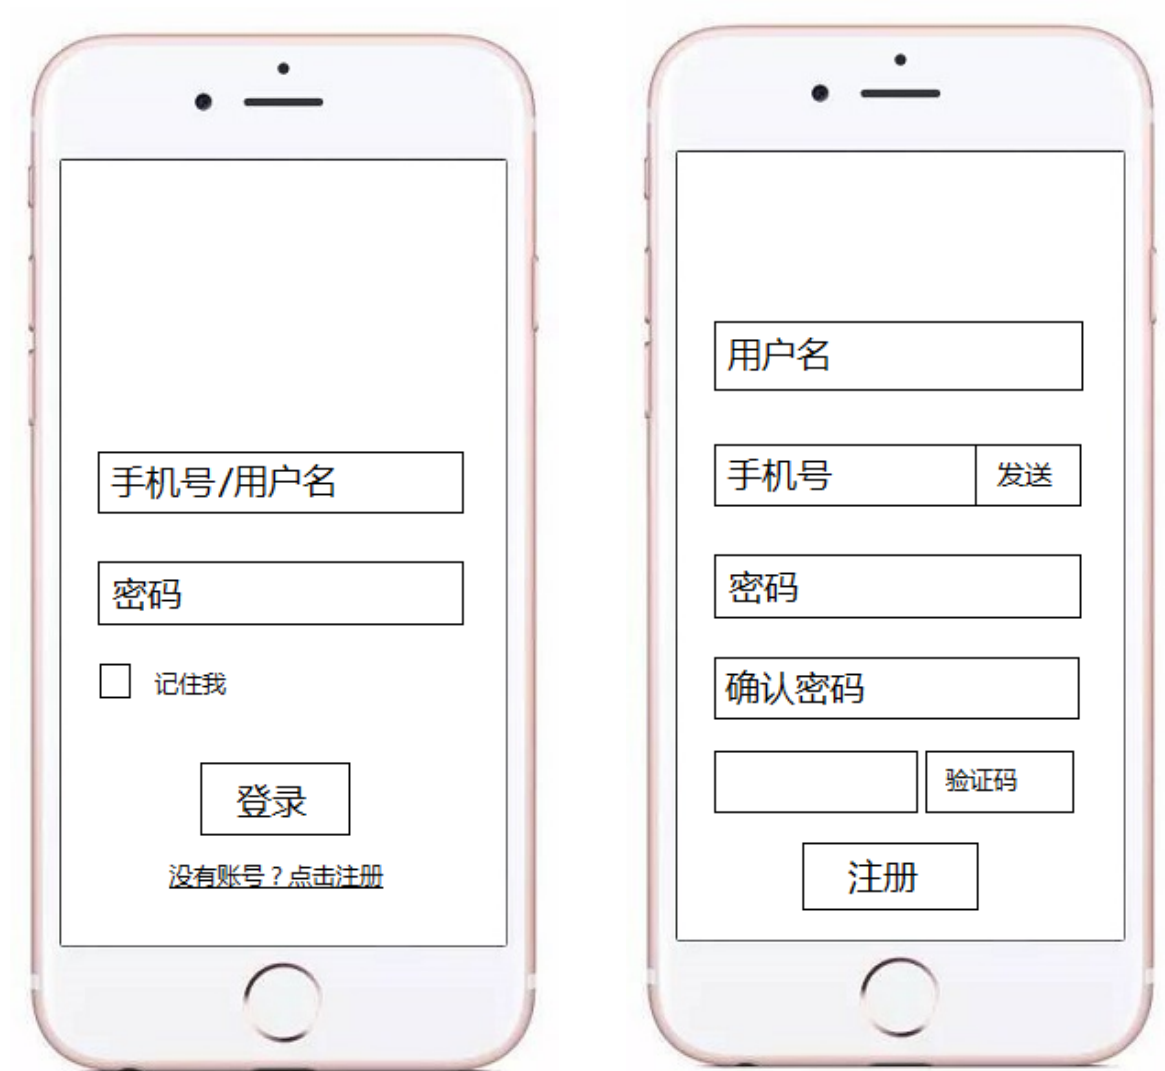 手机号/用户名
密码
记住我
登录
没有账号？点击注册
用户名
手机号 发送
密码
确认密码
验证码
注册